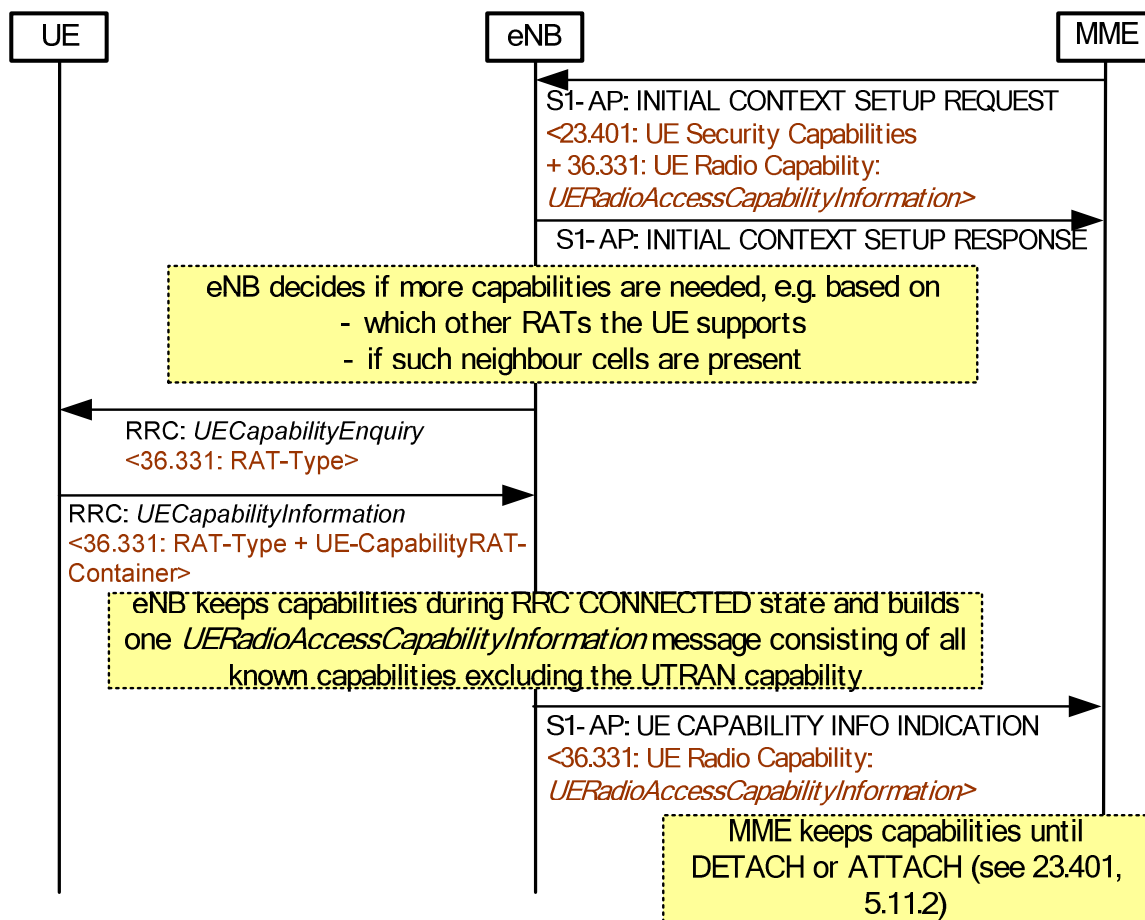 UE
eNB
MME
S1-AP: INITIAL CONTEXT SETUP REQUEST
<23.401: UE Security Capabilities
+ 36.331: UE Radio Capability:
UERadioAccessCapabilityInformation>
S1-AP: INITIAL CONTEXT SETUP RESPONSE
eNB decides if more capabilities are needed, e.g. based on
- which other RATs the UE supports
- if such neighbour cells are present
RRC: UECapabilityEnquiry
<36.331: RAT-Type>
RRC: UECapabilityInformation
<36.331: RAT-Type + UE-CapabilityRAT-
Container>
eNB keeps capabilities during RRC CONNECTED state and builds
one UERadioAccessCapabilityInformation message consisting of all
known capabilities excluding the UTRAN capability
S1-AP: UE CAPABILITY INFO INDICATION
<36.331: UE Radio Capability:
UERadioAccessCapabilityInformation>
MME keeps capabilities until
DETACH or ATTACH (see 23.401,
5.11.2)